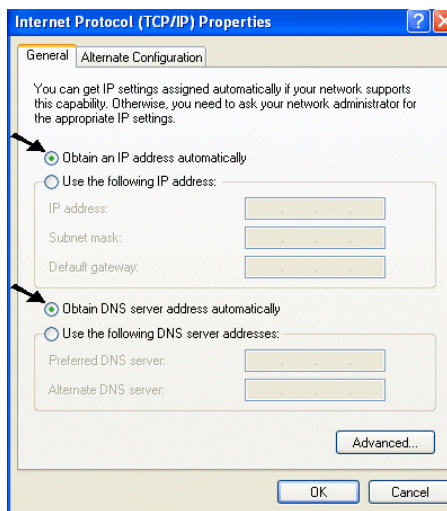 Internet Protocol (TCP/IP) Properties
General
Alternate Configuration
You can get IP settings assigned automatically if your network supports
this capability. Otherwise, you need to ask your network administrator for
the appropriate IP settings.
Obtain an IP address automatically
Use the following IP address:
IP address:
Subnet mask:
Default gateway:
Obtain DNS server address automatically
Use the following DNS server addresses:
Preferred DNS server:
Alternate DNS server:
Advanced...
OK
Cancel